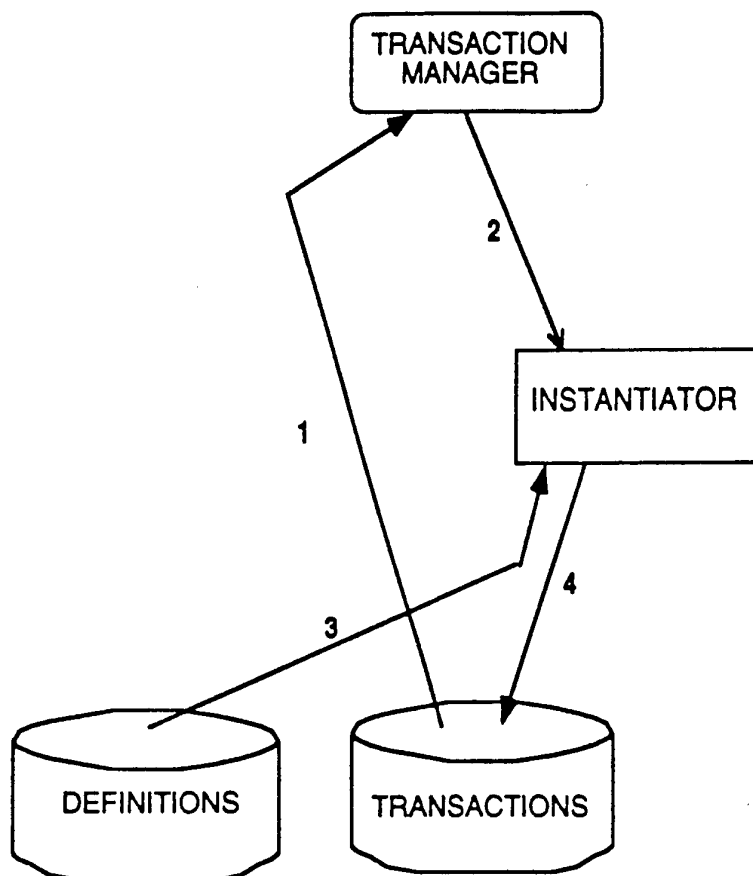 TRANSACTION
MANAGER
2
INSTANTIATOR
1
4
3
DEFINITIONS
TRANSACTIONS